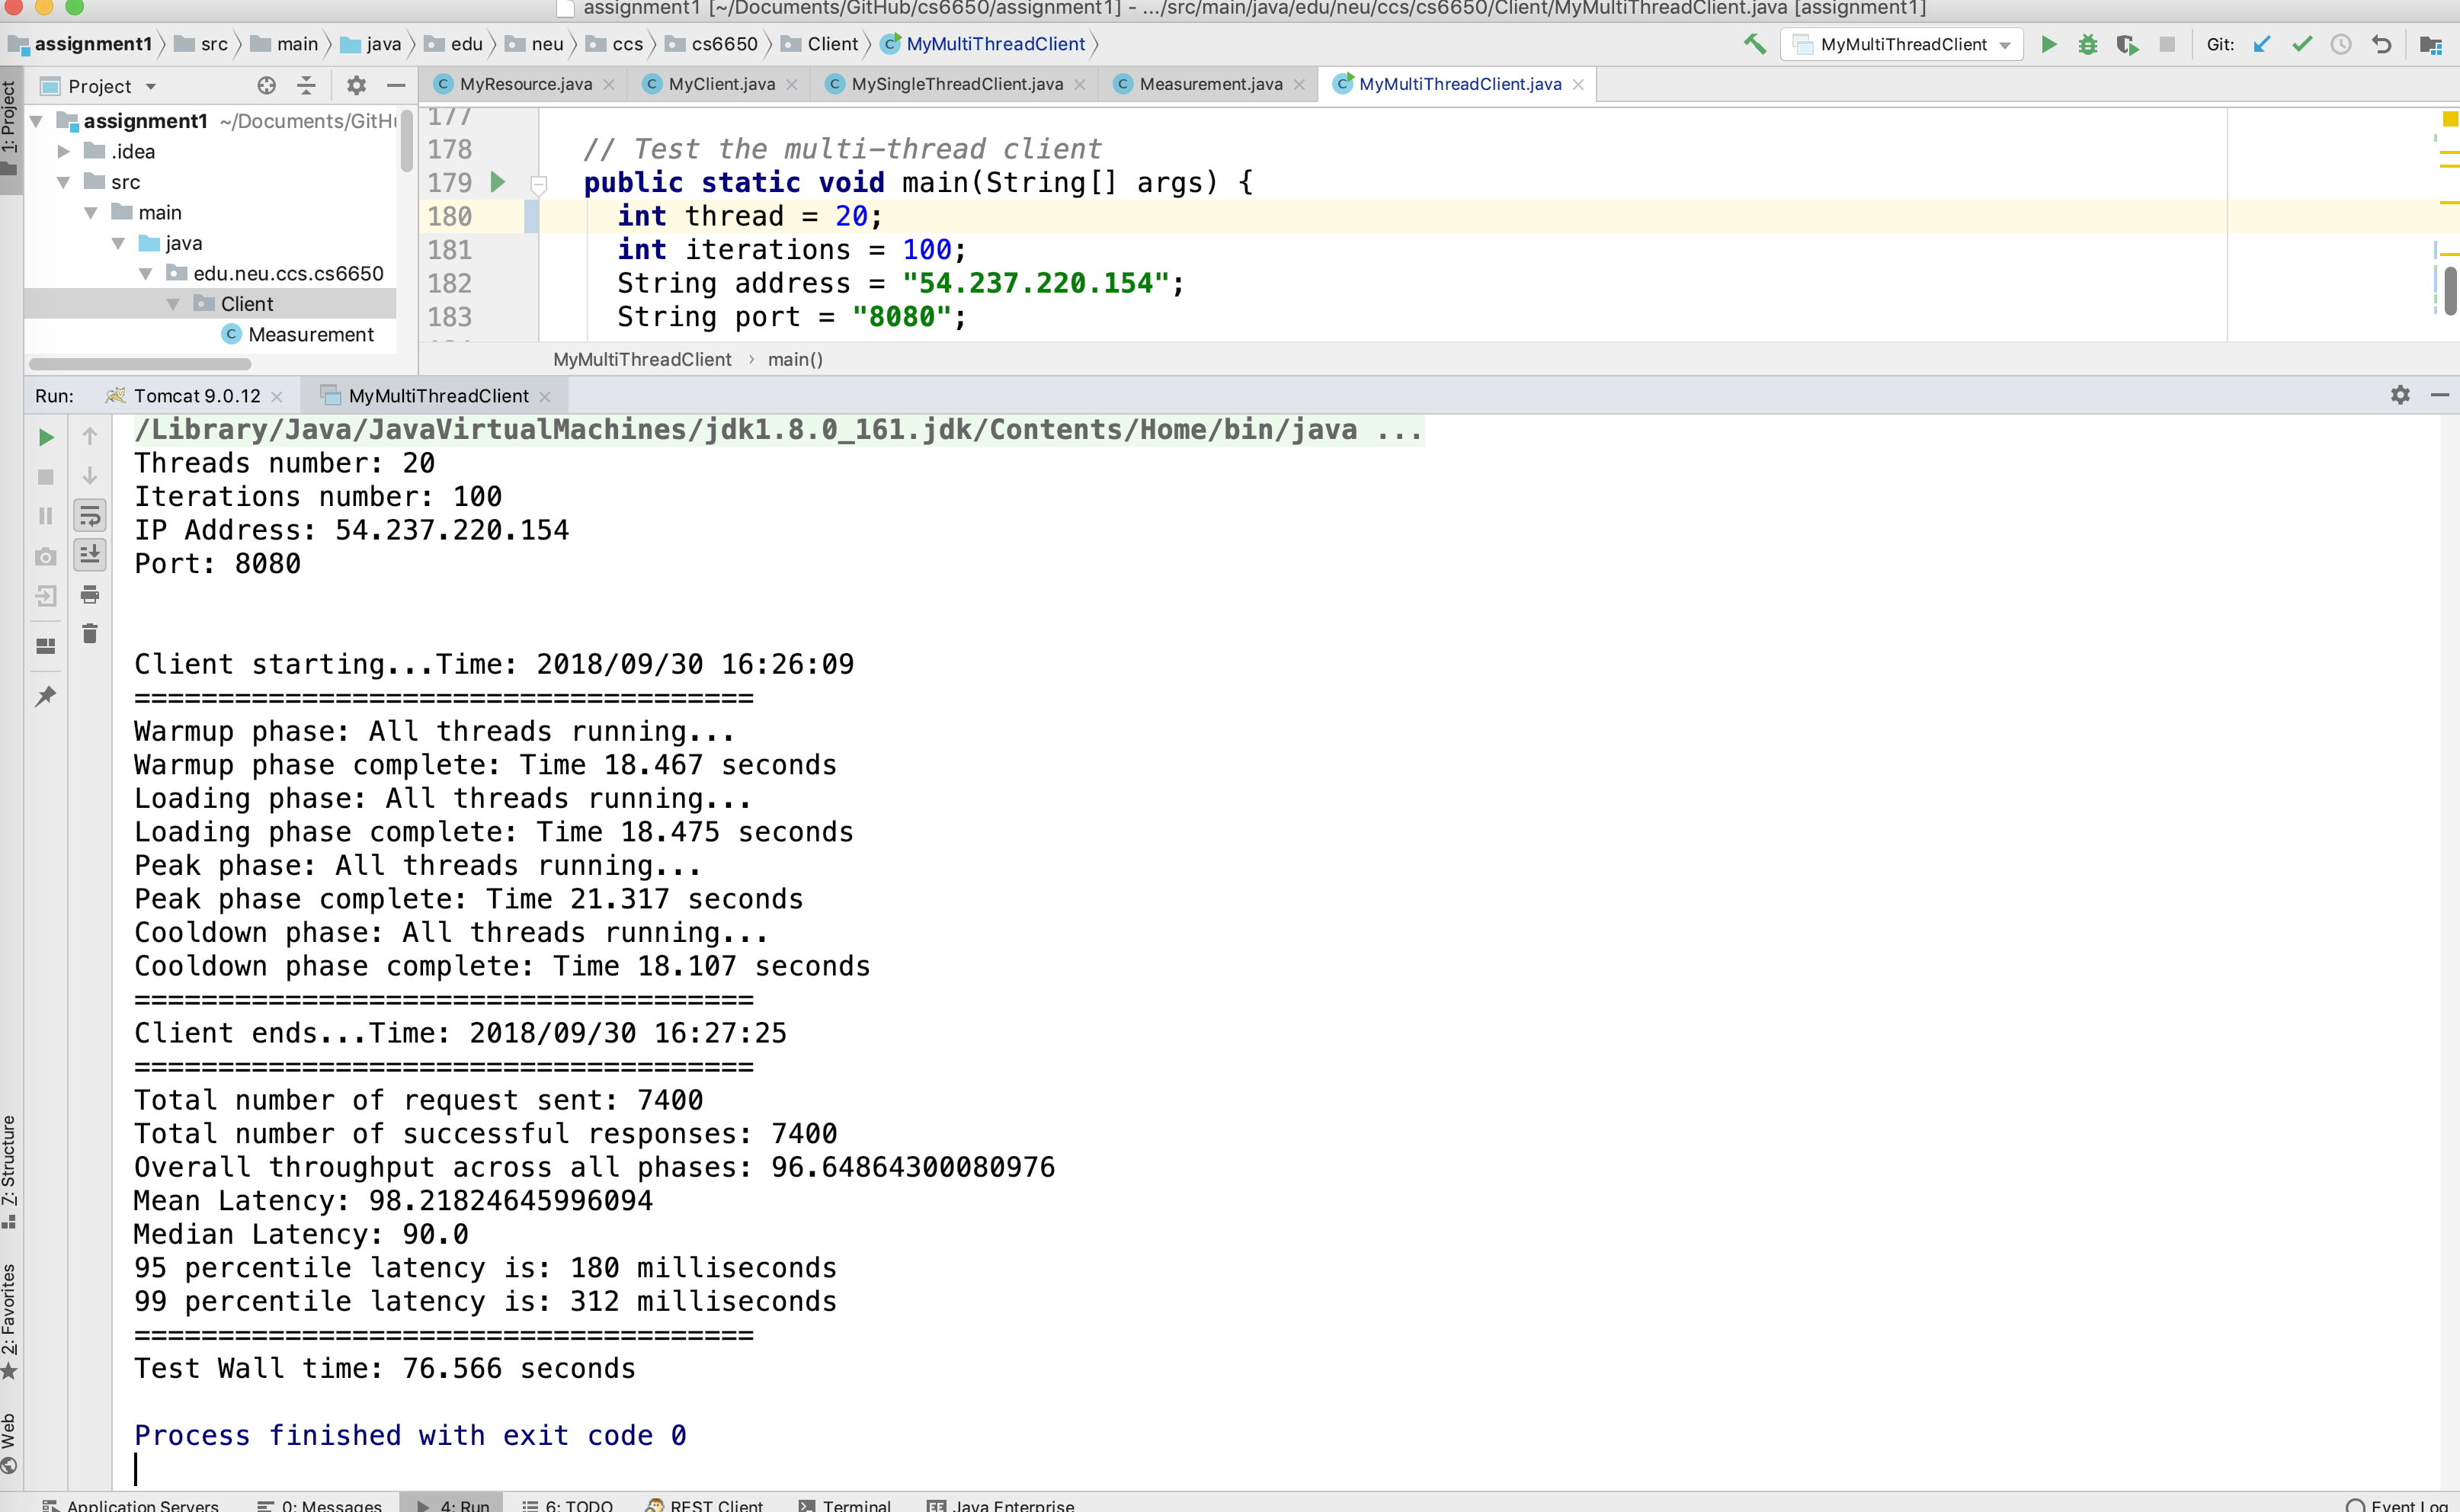 assignment1 [~/Documents/GitHub/cs6650/assignment1] - .../src/main/java/edu/neu/ccs/cs6650/Client/MyMultiThreadClient.java [assignment1]
assignment1 src main java edu neu ccs cs6650 Client MyMultiThreadClient MyMultiThreadClient Git:
1: Project
Project
MyResource.java MyClient.java MySingleThreadClient.java Measurement.java MyMultiThreadClient.java
assignment1 ~/Documents/GitH
.idea
src
main
java
edu.neu.ccs.cs6650
Client
Measurement
177
178 // Test the multi-thread client
179 public static void main(String[] args) {
180 int thread = 20;
181 int iterations = 100;
182 String address = "54.237.220.154";
183 String port = "8080";
MyMultiThreadClient › main()
Run: Tomcat 9.0.12 MyMultiThreadClient
/Library/Java/JavaVirtualMachines/jdk1.8.0_161.jdk/Contents/Home/bin/java ...
Threads number: 20
Iterations number: 100
IP Address: 54.237.220.154
Port: 8080
Client starting...Time: 2018/09/30 16:26:09
=====================================
Warmup phase: All threads running...
Warmup phase complete: Time 18.467 seconds
Loading phase: All threads running...
Loading phase complete: Time 18.475 seconds
Peak phase: All threads running...
Peak phase complete: Time 21.317 seconds
Cooldown phase: All threads running...
Cooldown phase complete: Time 18.107 seconds
=====================================
Client ends...Time: 2018/09/30 16:27:25
=====================================
Total number of request sent: 7400
Total number of successful responses: 7400
Overall throughput across all phases: 96.64864300080976
Mean Latency: 98.21824645996094
Median Latency: 90.0
95 percentile latency is: 180 milliseconds
99 percentile latency is: 312 milliseconds
=====================================
Test Wall time: 76.566 seconds
Process finished with exit code 0
7: Structure
2: Favorites
Web
Application Servers 0: Messages 4: Run 6: TODO REST Client Terminal Java Enterprise Event Log